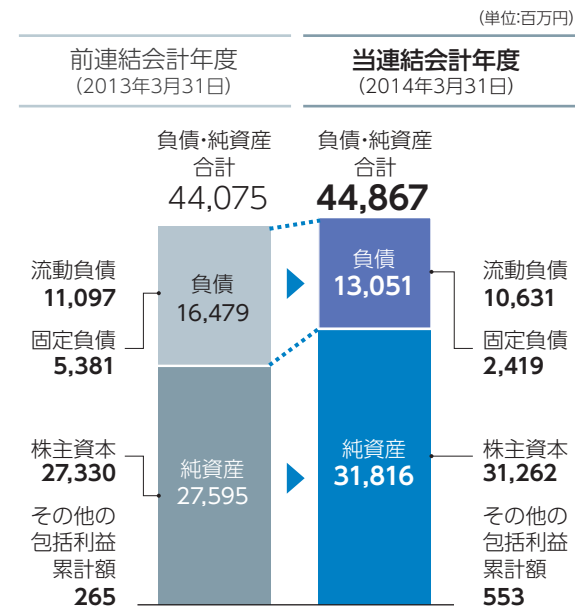 (単位:百万円)
前連結会計年度
(2013年3月31日)
当連結会計年度
(2014年3月31日)
負債・純資産
合計
44,075
負債・純資産
合計
44,867
流動負債
11,097
固定負債
5,381
負債
16,479
負債
13,051
流動負債
10,631
固定負債
2,419
株主資本
27,330
その他の
包括利益
累計額
265
純資産
27,595
純資産
31,816
株主資本
31,262
その他の
包括利益
累計額
553